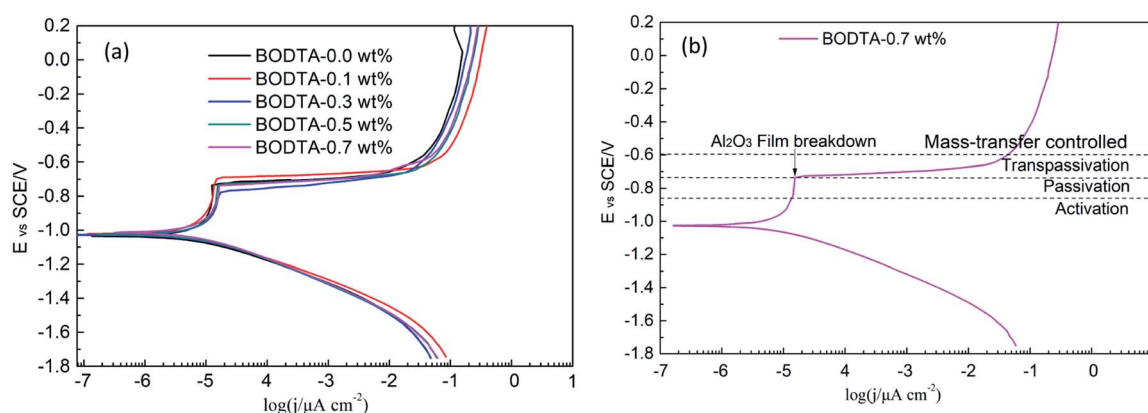 (a)
BODTA-0.0 wt%
BODTA-0.1 wt%
BODTA-0.3 wt%
BODTA-0.5 wt%
BODTA-0.7 wt%
0.2
0.0
-0.2
-0.4
-0.6
-0.8
-1.0
-1.2
-1.4
-1.6
-1.8
E vs SCE/V
-7 -6 -5 -4 -3 -2 -1 0 1
log(j/μA cm⁻²)
(b)
BODTA-0.7 wt%
Al₂O₃ Film breakdown
Mass-transfer controlled
Transpassivation
Passivation
Activation
0.2
0.0
-0.2
-0.4
-0.6
-0.8
-1.0
-1.2
-1.4
-1.6
-1.8
E vs SCE/V
-7 -6 -5 -4 -3 -2 -1 0 1
log(j/μA cm⁻²)